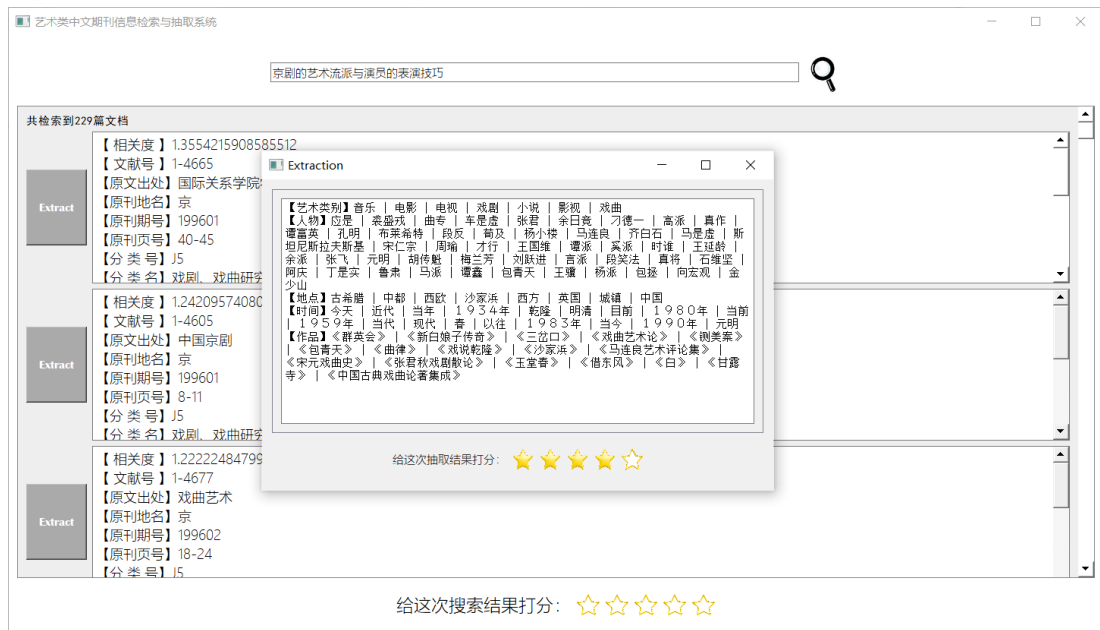 艺术类中文期刊信息检索与抽取系统
京剧的艺术流派与演员的表演技巧
共检索到229篇文档
Extract
【 相关度 】1.3554215908585512
【 文献号 】1-4665
【原文出处】国际关系学院
【原刊地名】京
【原刊期号】199601
【原刊页号】40-45
【分 类 号】J5
【分 类 名】戏剧、戏曲研究
Extract
【 相关度 】1.24209574080
【 文献号 】1-4605
【原文出处】中国京剧
【原刊地名】京
【原刊期号】199601
【原刊页号】8-11
【分 类 号】J5
【分 类 名】戏剧、戏曲研究
Extract
【 相关度 】1.22222484799
【 文献号 】1-4677
【原文出处】戏曲艺术
【原刊地名】京
【原刊期号】199602
【原刊页号】18-24
【分 类 号】J5
Extraction
【艺术类别】音乐 | 电影 | 电视 | 戏剧 | 小说 | 影视 | 戏曲
【人物】应是 | 裘盛戎 | 曲专 | 车是虚 | 张君 | 余日竞 | 刁德一 | 高派 | 真作 |
谭富英 | 孔明 | 布莱希特 | 段反 | 荀及 | 杨小楼 | 马连良 | 齐白石 | 马是虚 | 斯
坦尼斯拉夫斯基 | 宋仁宗 | 周瑜 | 才行 | 王国维 | 谭派 | 奚派 | 时谁 | 王延龄 |
余派 | 张飞 | 元明 | 胡传魁 | 梅兰芳 | 刘跃进 | 言派 | 段笑法 | 真将 | 石维坚 |
阿庆 | 丁是实 | 鲁肃 | 马派 | 谭鑫 | 包青天 | 王骥 | 杨派 | 包拯 | 向宏观 | 金
少山
【地点】古希腊 | 中都 | 西欧 | 沙家浜 | 西方 | 英国 | 城镇 | 中国
【时间】今天 | 近代 | 当年 | １９３４年 | 乾隆 | 明清 | 目前 | １９８０年 | 当前
| １９５９年 | 当代 | 现代 | 春 | 以往 | １９８３年 | 当今 | １９９０年 | 元明
【作品】《群英会》 | 《新白娘子传奇》 | 《三岔口》 | 《戏曲艺术论》 | 《铡美案》
| 《包青天》 | 《曲律》 | 《戏说乾隆》 | 《沙家浜》 | 《马连良艺术评论集》 |
《宋元戏曲史》 | 《张君秋戏剧散论》 | 《玉堂春》 | 《借东风》 | 《白》 | 《甘露
寺》 | 《中国古典戏曲论著集成》
给这次抽取结果打分：
给这次搜索结果打分：